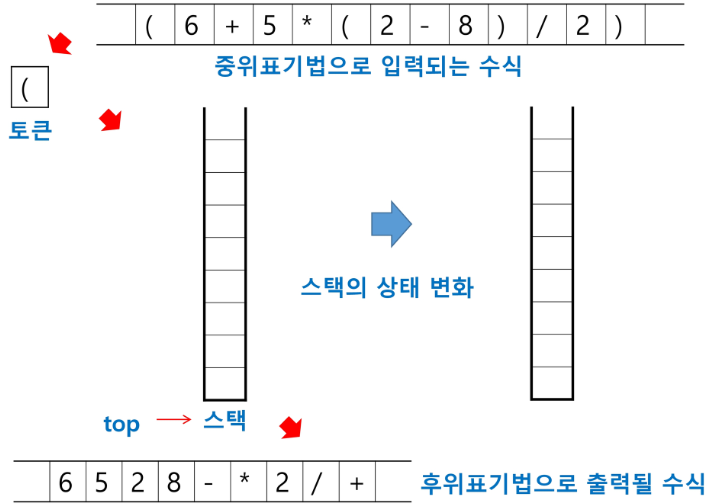 ( 6 + 5 * ( 2 - 8 ) / 2 )
중위표기법으로 입력되는 수식
(
토큰
스택의 상태 변화
top 스택
6 5 2 8 - * 2 / +
후위표기법으로 출력될 수식